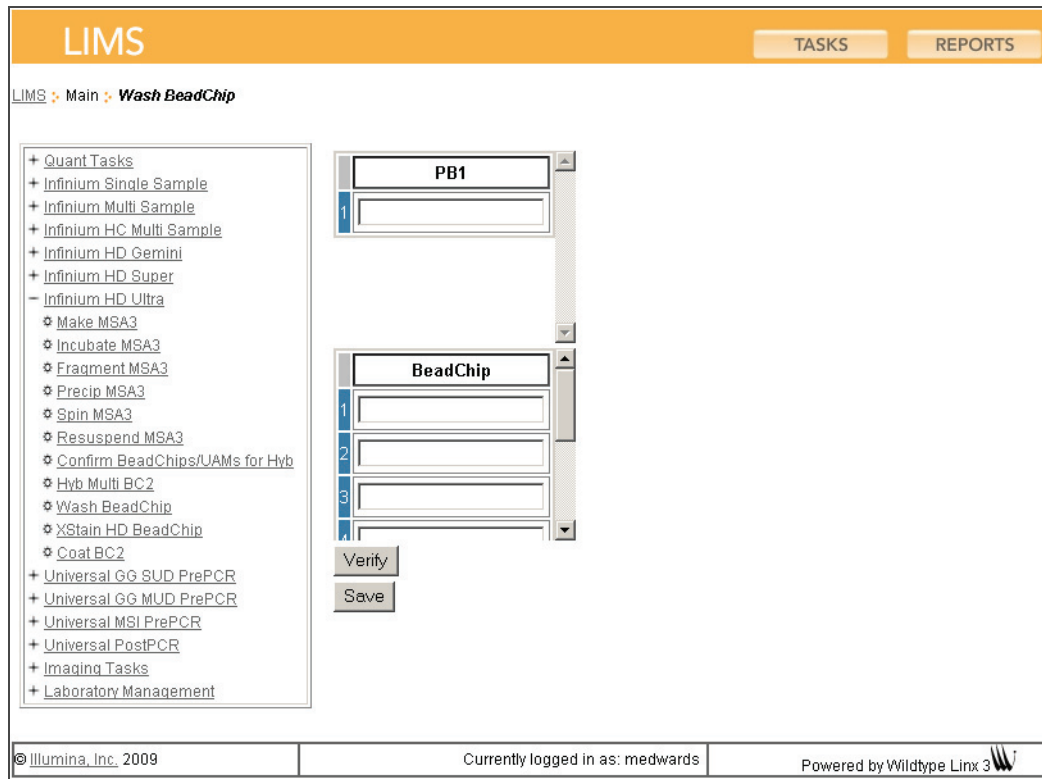 LIMS
TASKS REPORTS
LIMS Main Wash BeadChip
+ Quant Tasks
+ Infinium Single Sample
+ Infinium Multi Sample
+ Infinium HC Multi Sample
+ Infinium HD Gemini
+ Infinium HD Super
− Infinium HD Ultra
Make MSA3
Incubate MSA3
Fragment MSA3
Precip MSA3
Spin MSA3
Resuspend MSA3
Confirm BeadChips/UAMs for Hyb
Hyb Multi BC2
Wash BeadChip
XStain HD BeadChip
Coat BC2
+ Universal GG SUD PrePCR
+ Universal GG MUD PrePCR
+ Universal MSI PrePCR
+ Universal PostPCR
+ Imaging Tasks
+ Laboratory Management
PB1
1
BeadChip
1
2
3
4
Verify
Save
© Illumina, Inc. 2009
Currently logged in as: medwards
Powered by Wildtype Linx 3